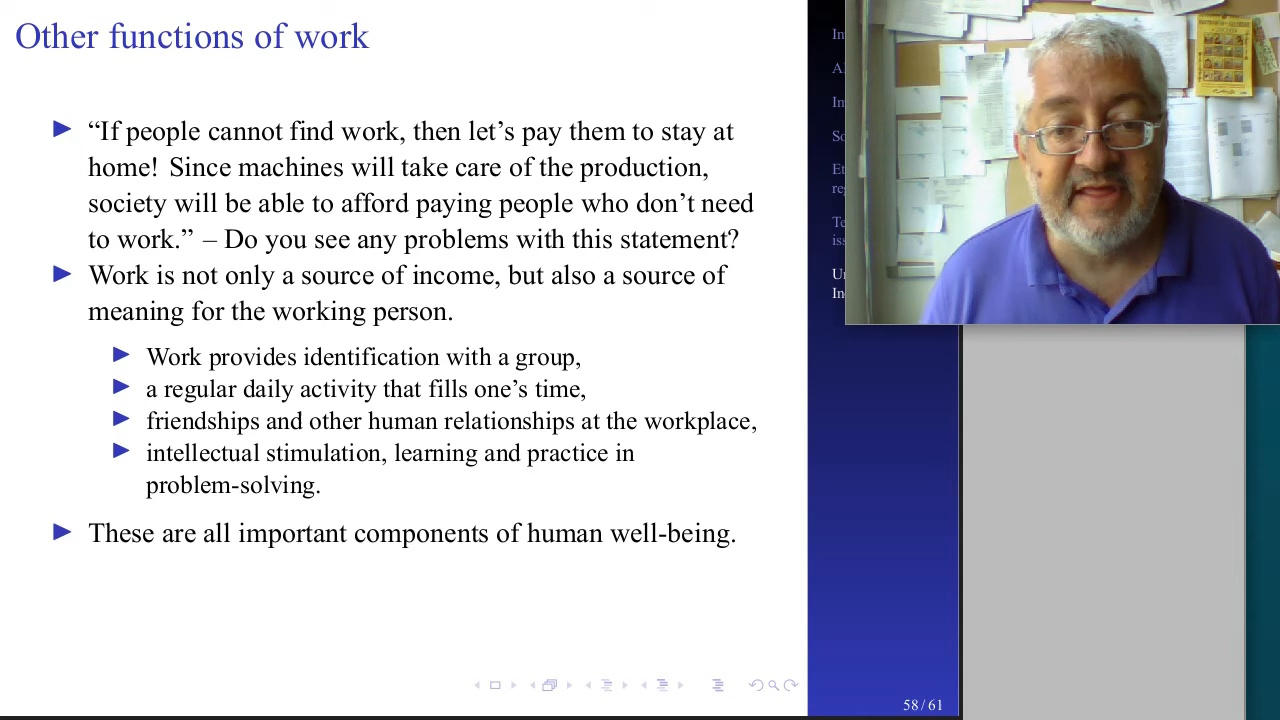 Other functions of work
▶ “If people cannot find work, then let’s pay them to stay at
home! Since machines will take care of the production,
society will be able to afford paying people who don’t need
to work.” – Do you see any problems with this statement?
▶ Work is not only a source of income, but also a source of
meaning for the working person.
▶ Work provides identification with a group,
▶ a regular daily activity that fills one’s time,
▶ friendships and other human relationships at the workplace,
▶ intellectual stimulation, learning and practice in
problem-solving.
▶ These are all important components of human well-being.
58 / 61